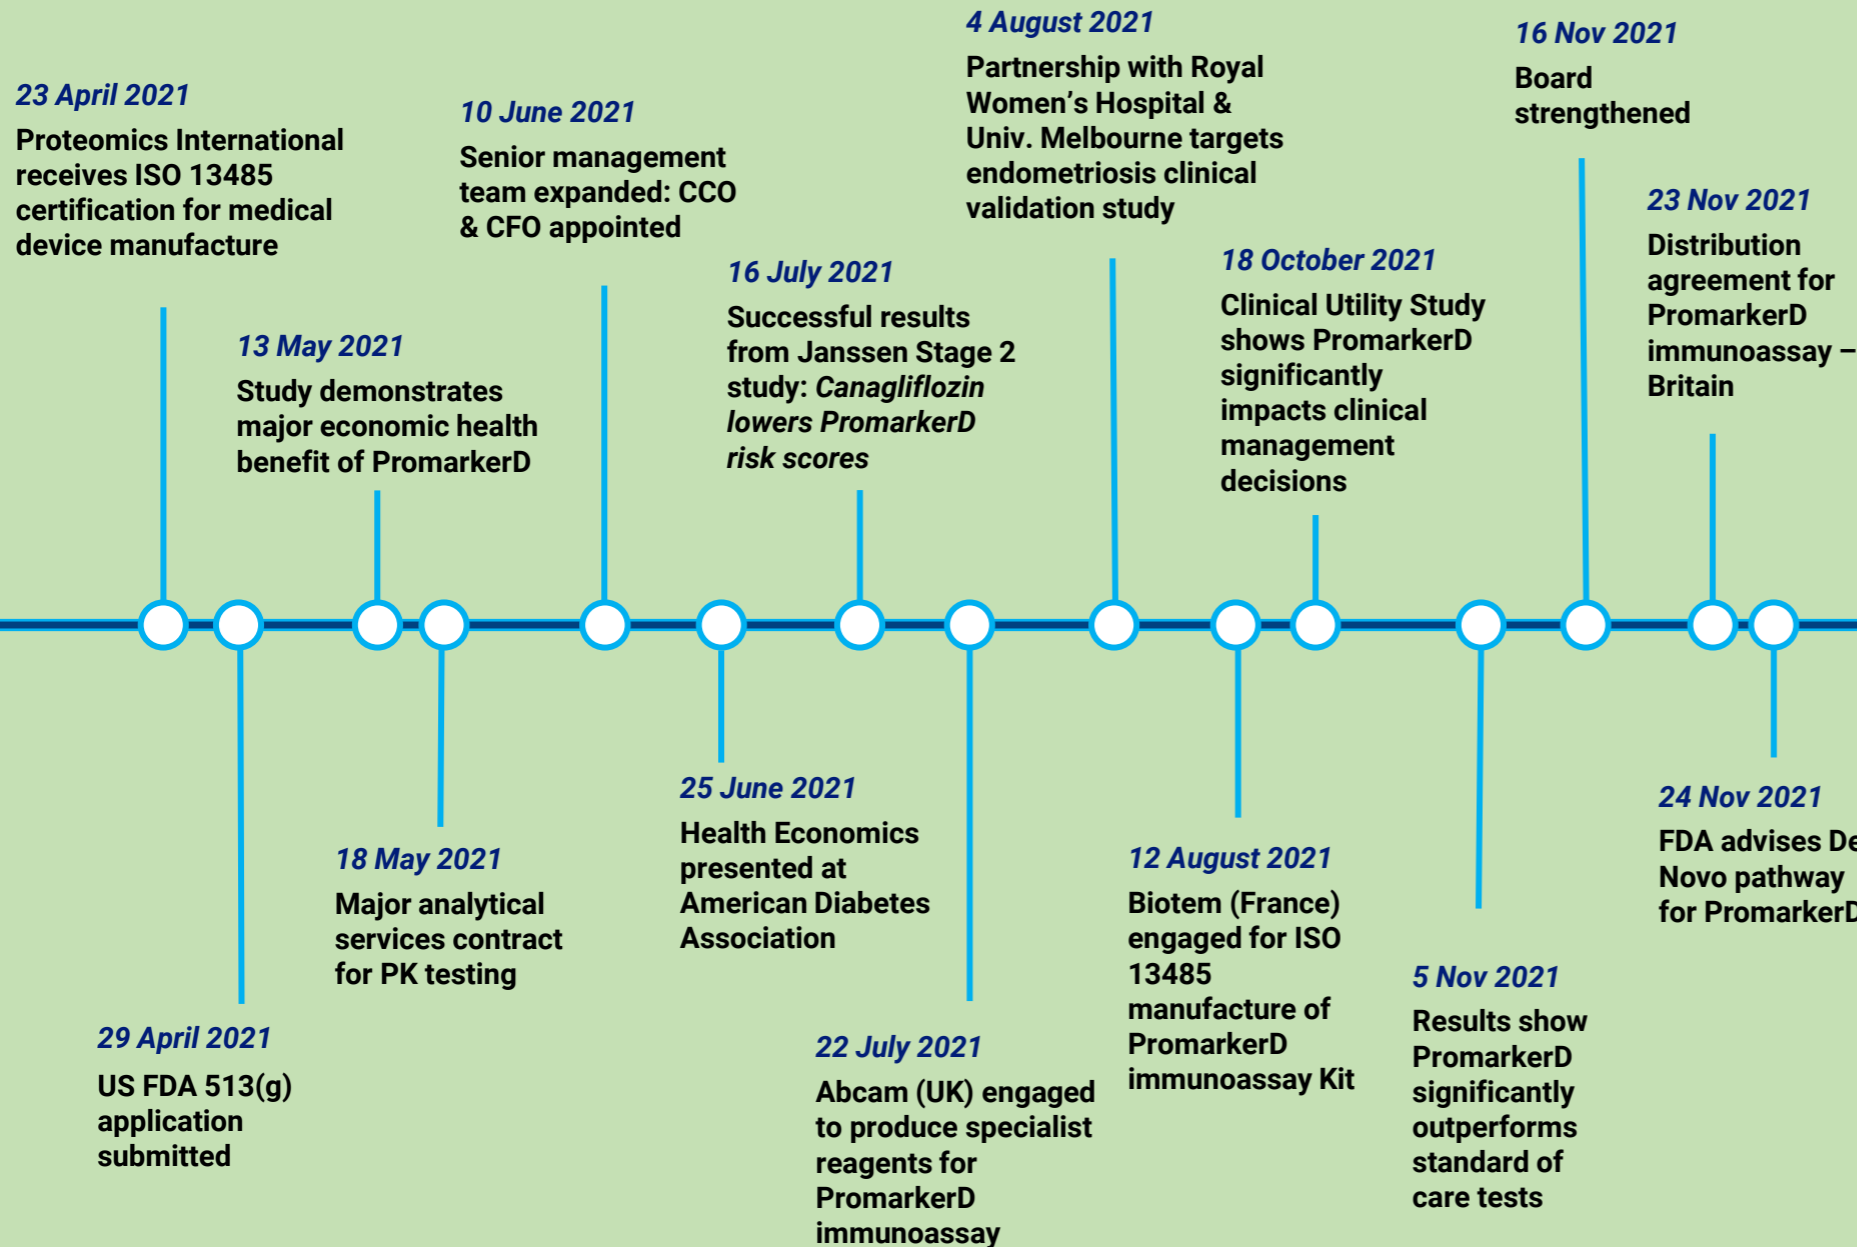 23 April 2021
Proteomics International
receives ISO 13485
certification for medical
device manufacture
29 April 2021
US FDA 513(g)
application
submitted
13 May 2021
Study demonstrates
major economic health
benefit of PromarkerD
18 May 2021
Major analytical
services contract
for PK testing
10 June 2021
Senior management
team expanded: CCO
& CFO appointed
25 June 2021
Health Economics
presented at
American Diabetes
Association
16 July 2021
Successful results
from Janssen Stage 2
study: Canagliflozin
lowers PromarkerD
risk scores
22 July 2021
Abcam (UK) engaged
to produce specialist
reagents for
PromarkerD
immunoassay
4 August 2021
Partnership with Royal
Women’s Hospital &
Univ. Melbourne targets
endometriosis clinical
validation study
12 August 2021
Biotem (France)
engaged for ISO
13485
manufacture of
PromarkerD
immunoassay Kit
18 October 2021
Clinical Utility Study
shows PromarkerD
significantly
impacts clinical
management
decisions
5 Nov 2021
Results show
PromarkerD
significantly
outperforms
standard of
care tests
16 Nov 2021
Board
strengthened
23 Nov 2021
Distribution
agreement for
PromarkerD
immunoassay –
Britain
24 Nov 2021
FDA advises De
Novo pathway
for PromarkerD